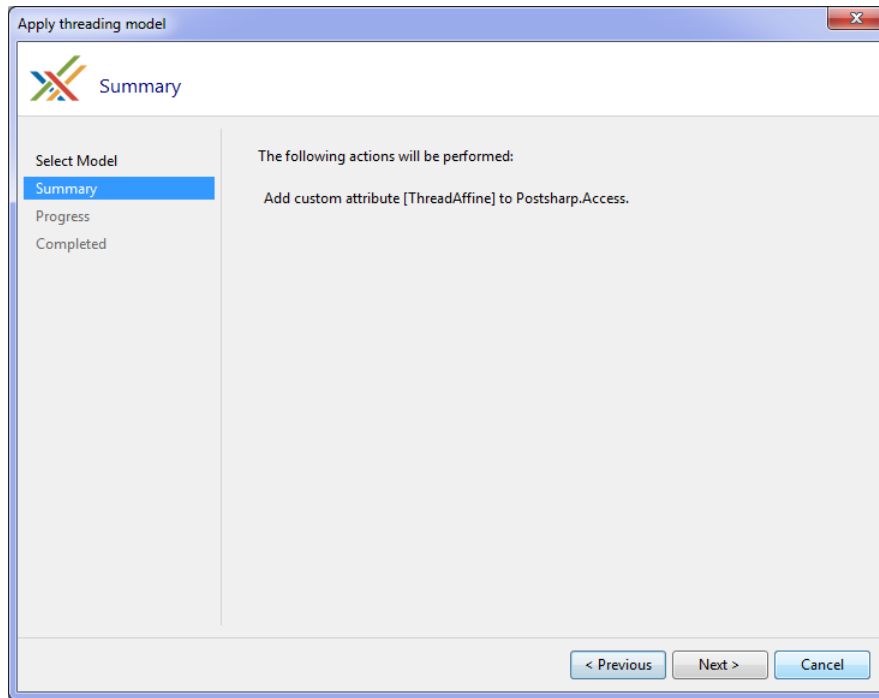 Apply threading model
Summary
Select Model
Summary
Progress
Completed
The following actions will be performed:
Add custom attribute [ThreadAffine] to Postsharp.Access.
< Previous
Next >
Cancel